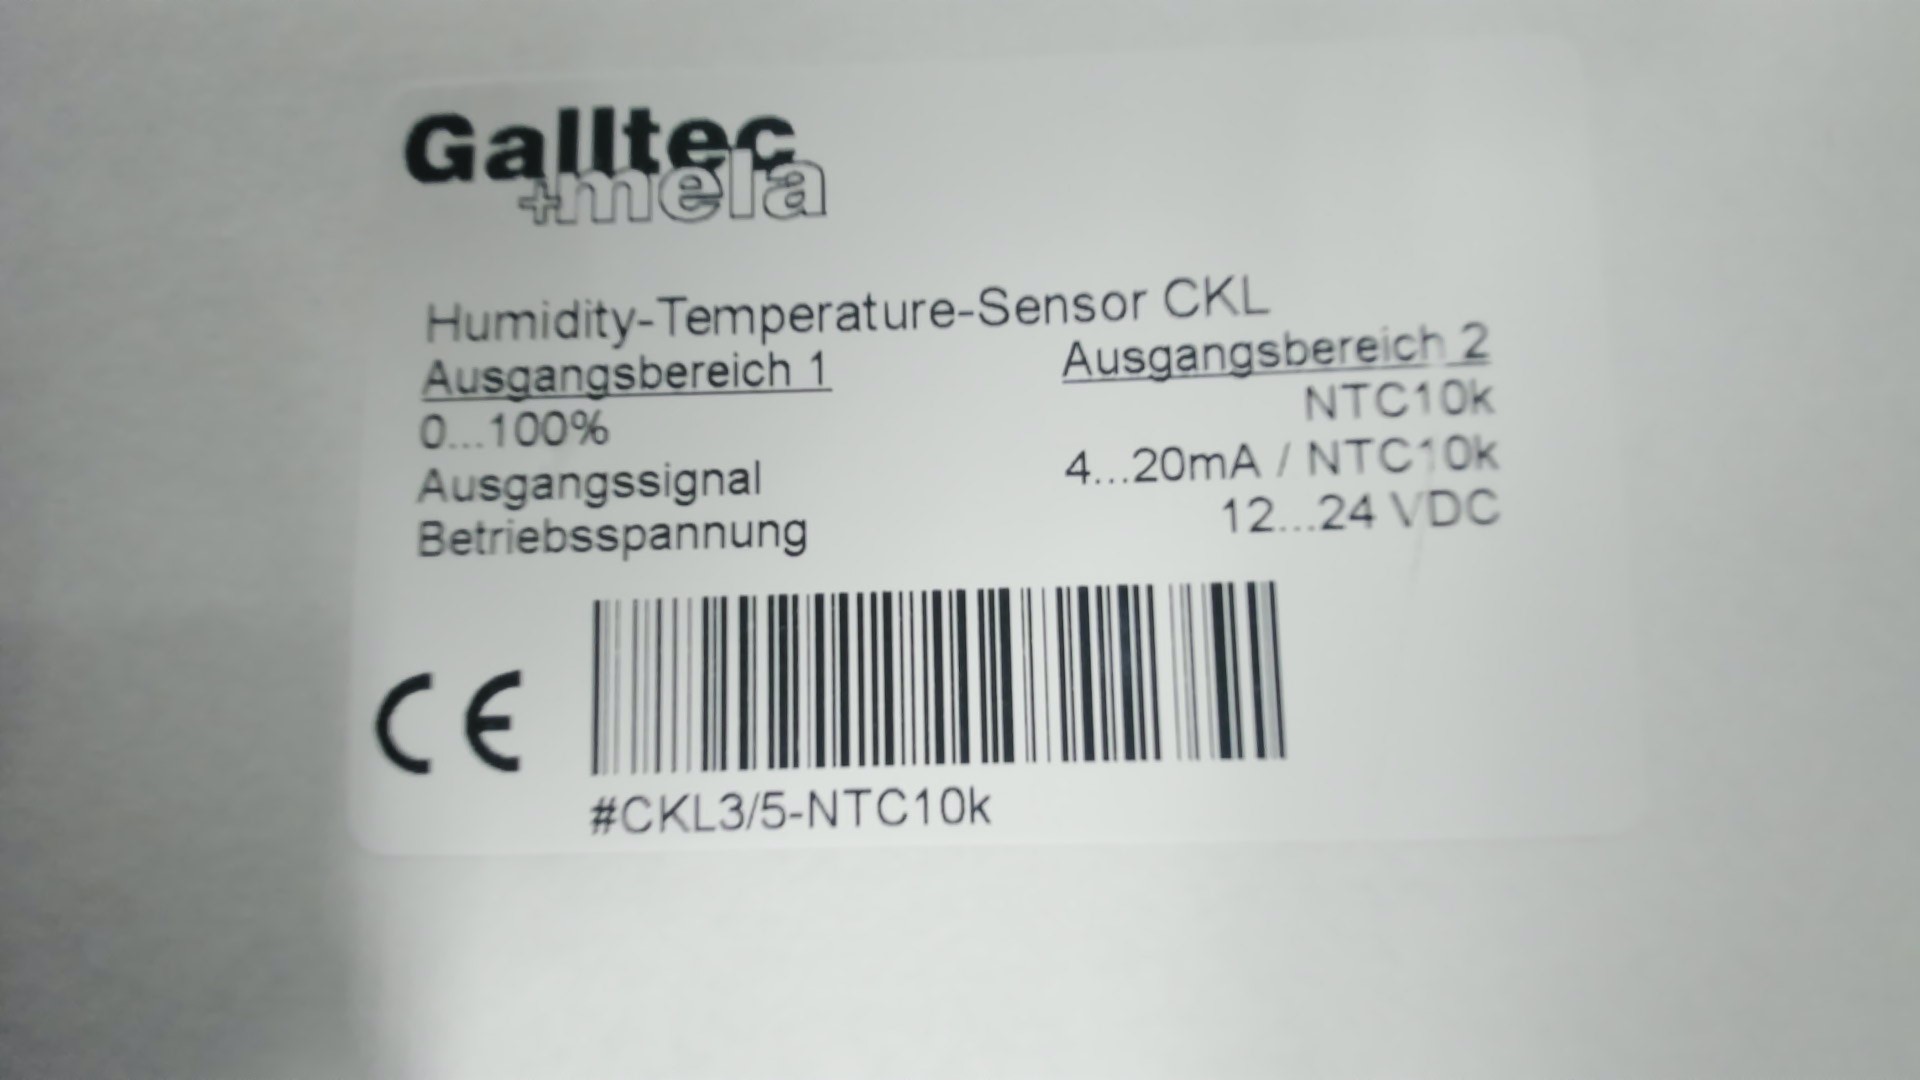 Galltec
+mela
Humidity-Temperature-Sensor CKL
Ausgangsbereich 1 Ausgangsbereich 2
0...100% NTC10k
Ausgangssignal 4...20mA / NTC10k
Betriebsspannung 12...24 VDC
CE
#CKL3/5-NTC10k